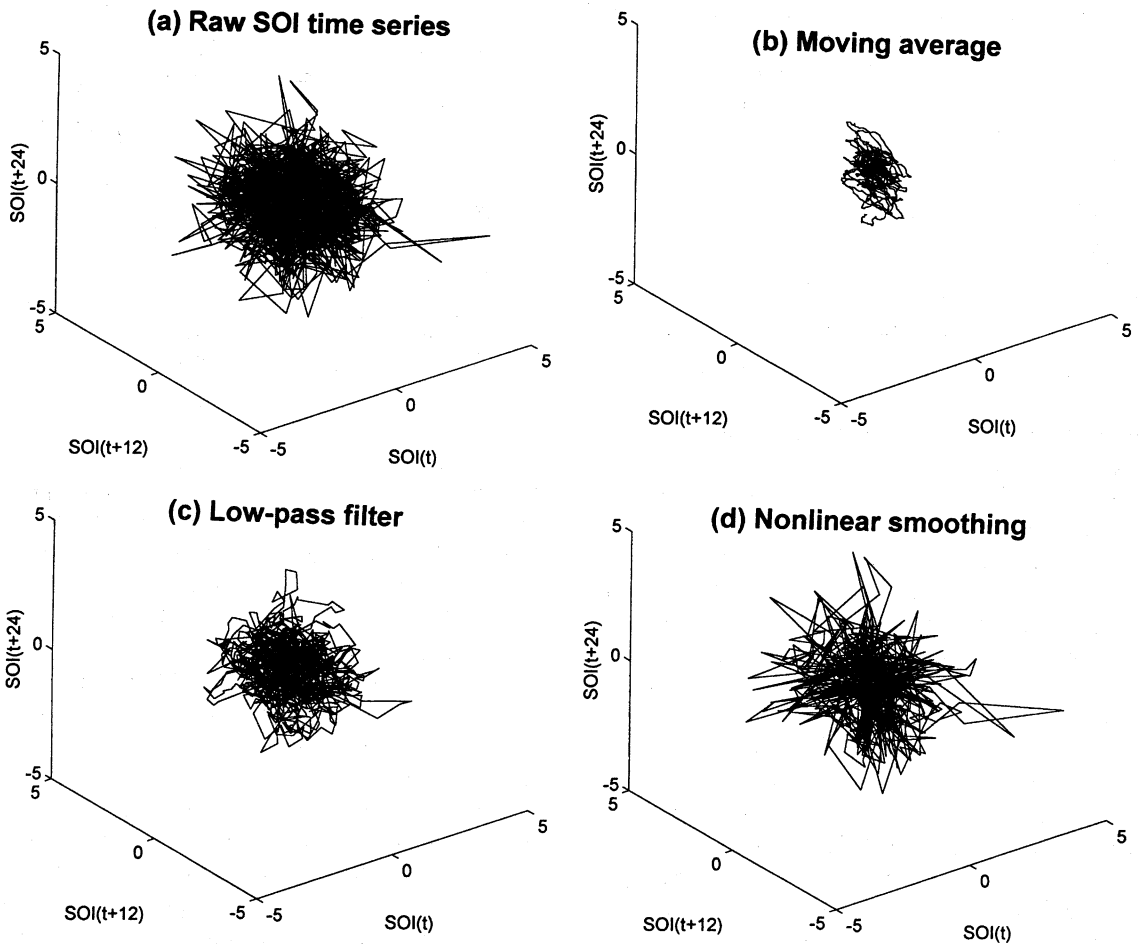 (a) Raw SOI time series
5
0
-5
SOI(t+24)
5
0
-5
SOI(t+12)
-5
0
5
SOI(t)
(b) Moving average
5
0
-5
SOI(t+24)
5
0
-5
SOI(t+12)
-5
0
5
SOI(t)
(c) Low-pass filter
5
0
-5
SOI(t+24)
5
0
-5
SOI(t+12)
-5
0
5
SOI(t)
(d) Nonlinear smoothing
5
0
-5
SOI(t+24)
5
0
-5
SOI(t+12)
-5
0
5
SOI(t)